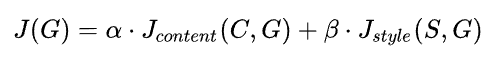 J(G) = α · J_content(C, G) + β · J_style(S, G)